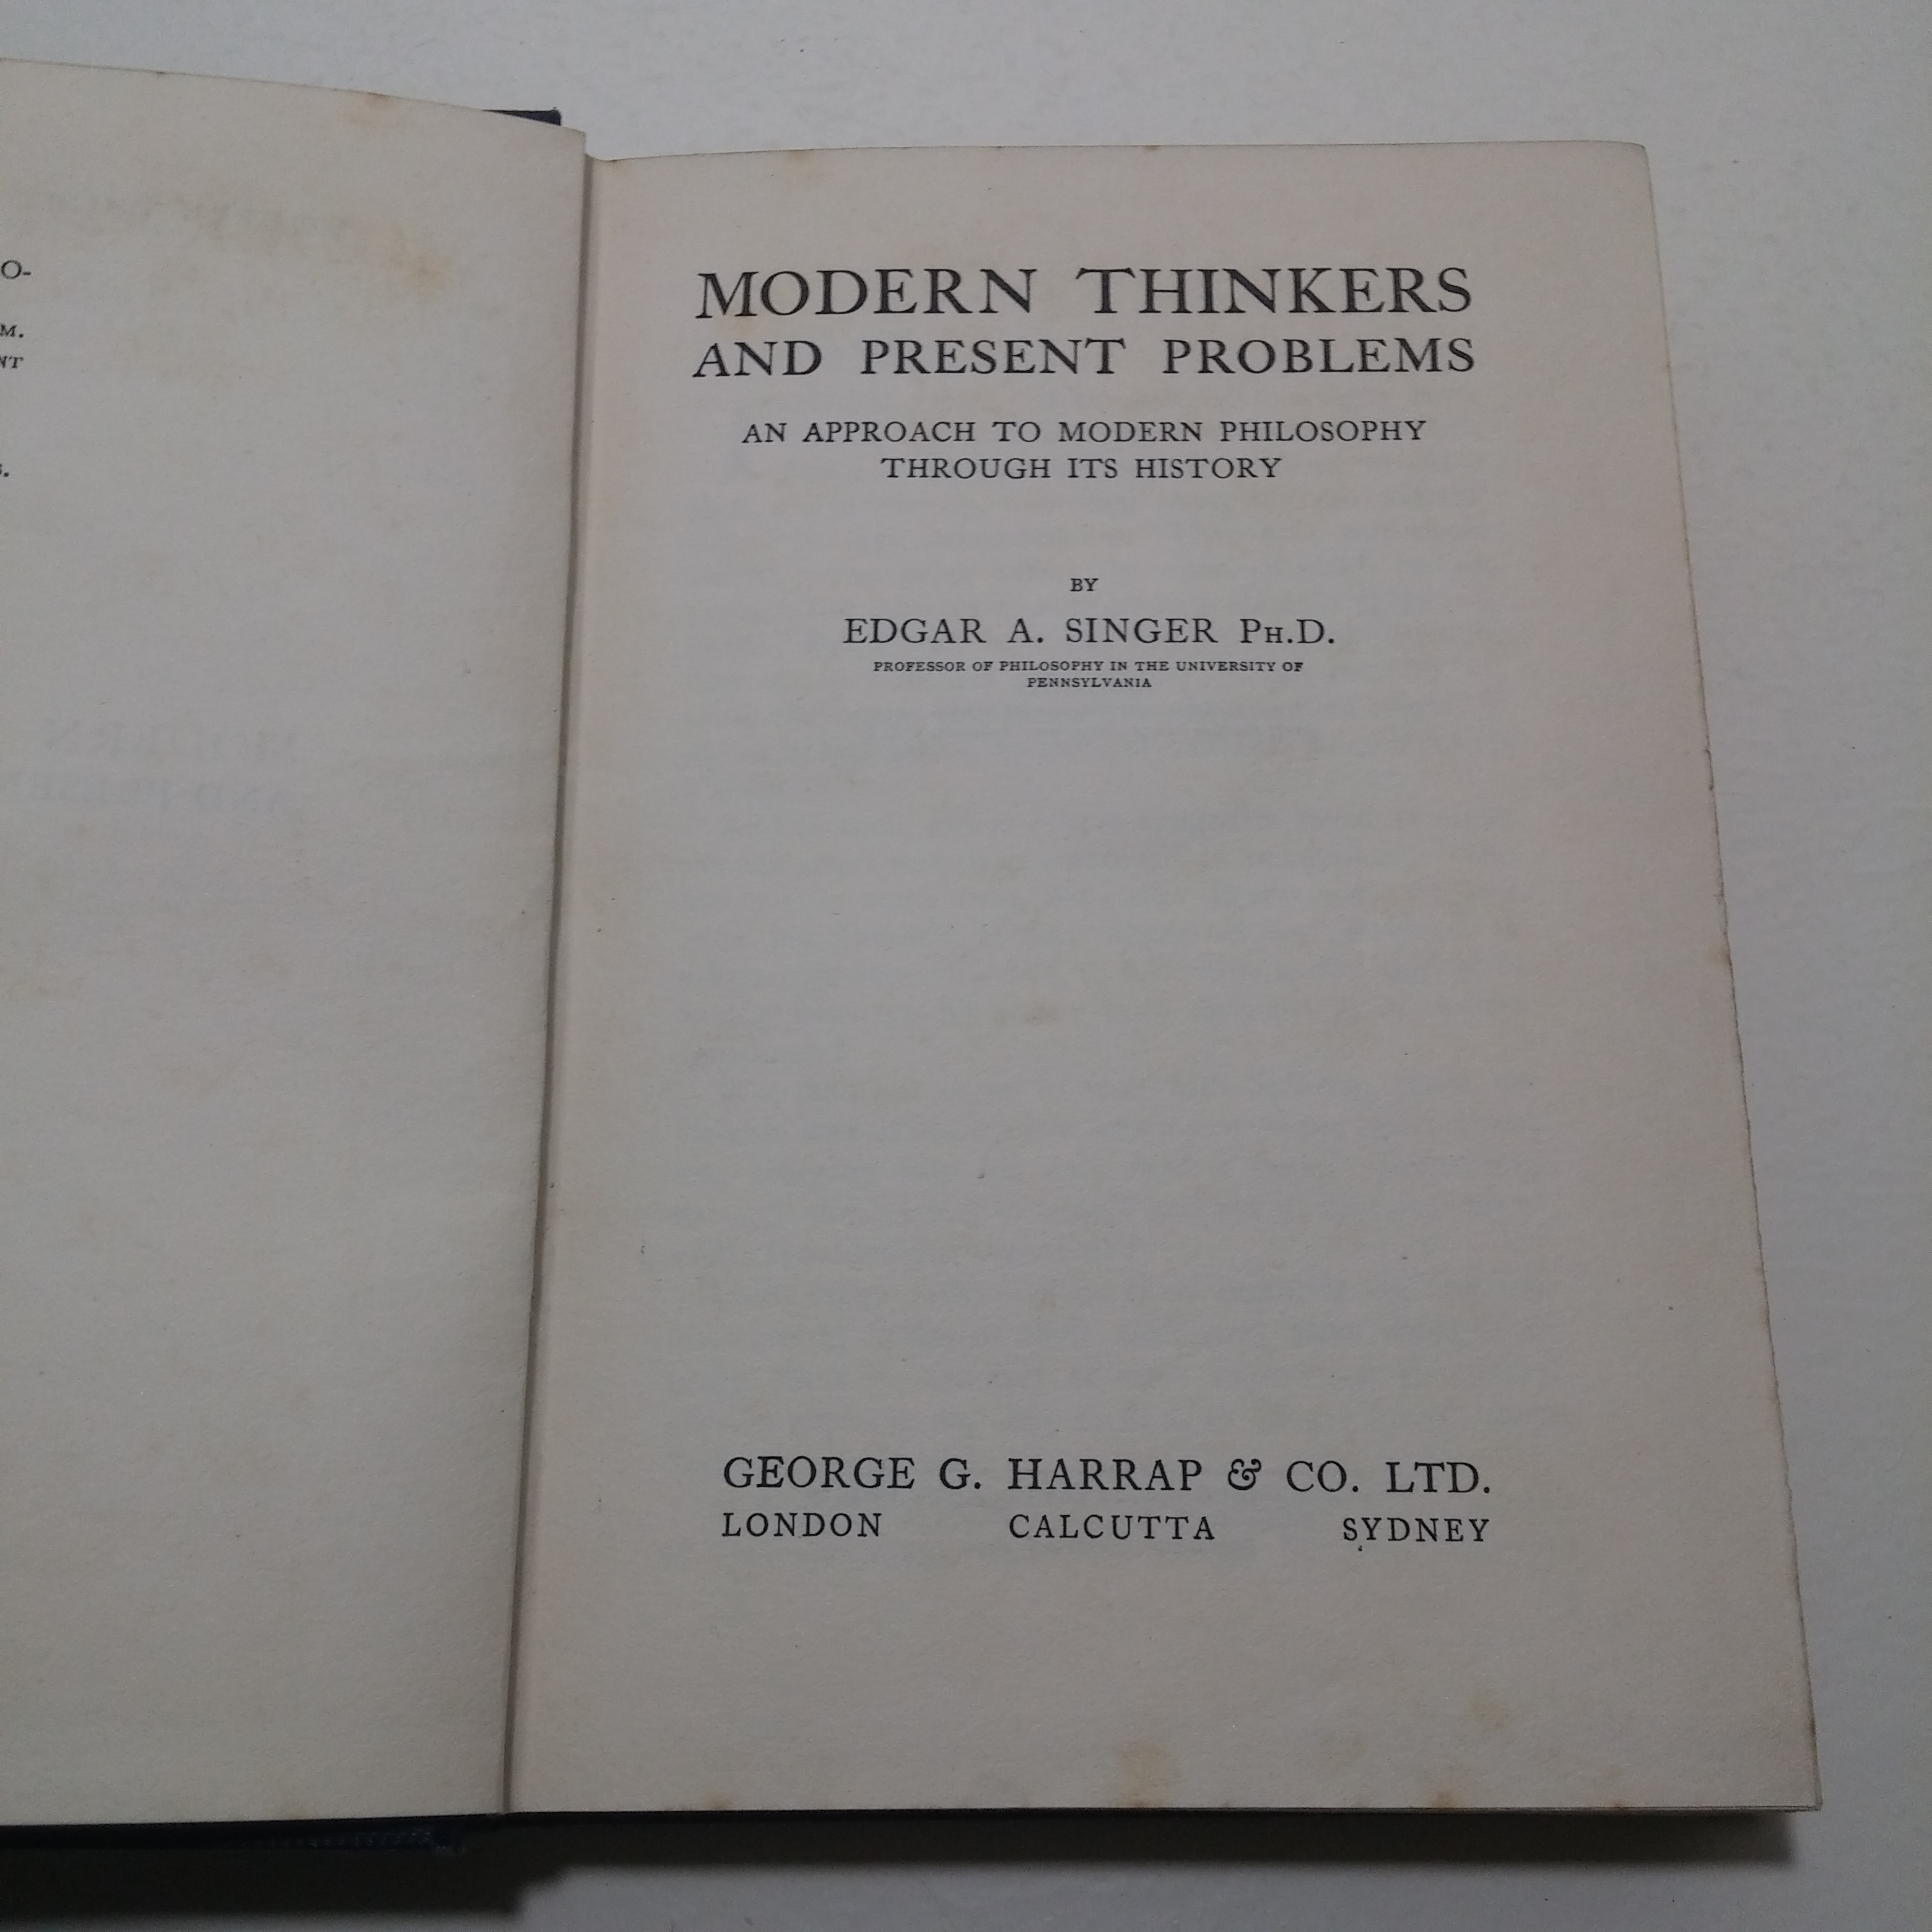 O-
M.
NT
S.
MODERN THINKERS
AND PRESENT PROBLEMS
AN APPROACH TO MODERN PHILOSOPHY
THROUGH ITS HISTORY
BY
EDGAR A. SINGER PH.D.
PROFESSOR OF PHILOSOPHY IN THE UNIVERSITY OF
PENNSYLVANIA
GEORGE G. HARRAP & CO. LTD.
LONDON CALCUTTA SYDNEY